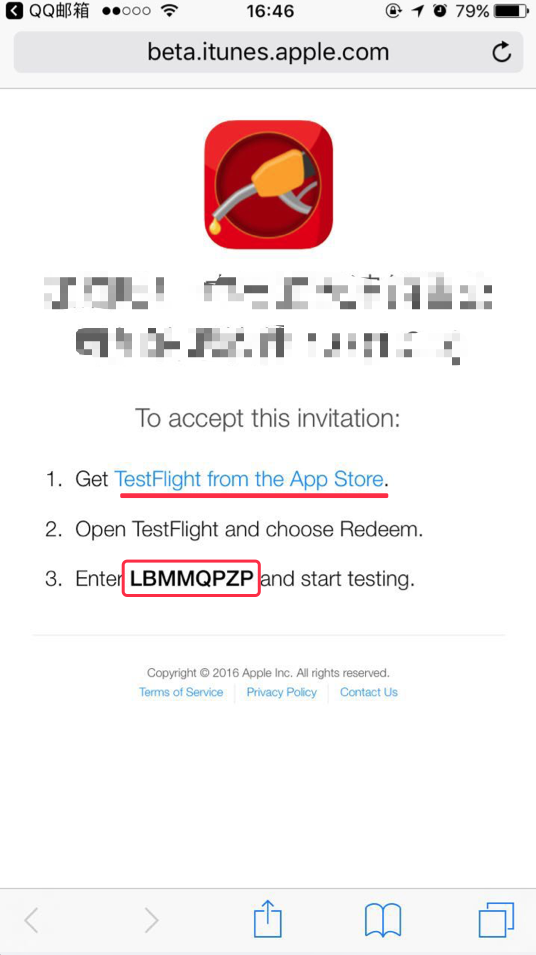 QQ邮箱 16:46 79%
beta.itunes.apple.com
To accept this invitation:
1. Get TestFlight from the App Store.
2. Open TestFlight and choose Redeem.
3. Enter LBMMQPZP and start testing.
Copyright © 2016 Apple Inc. All rights reserved.
Terms of Service Privacy Policy Contact Us